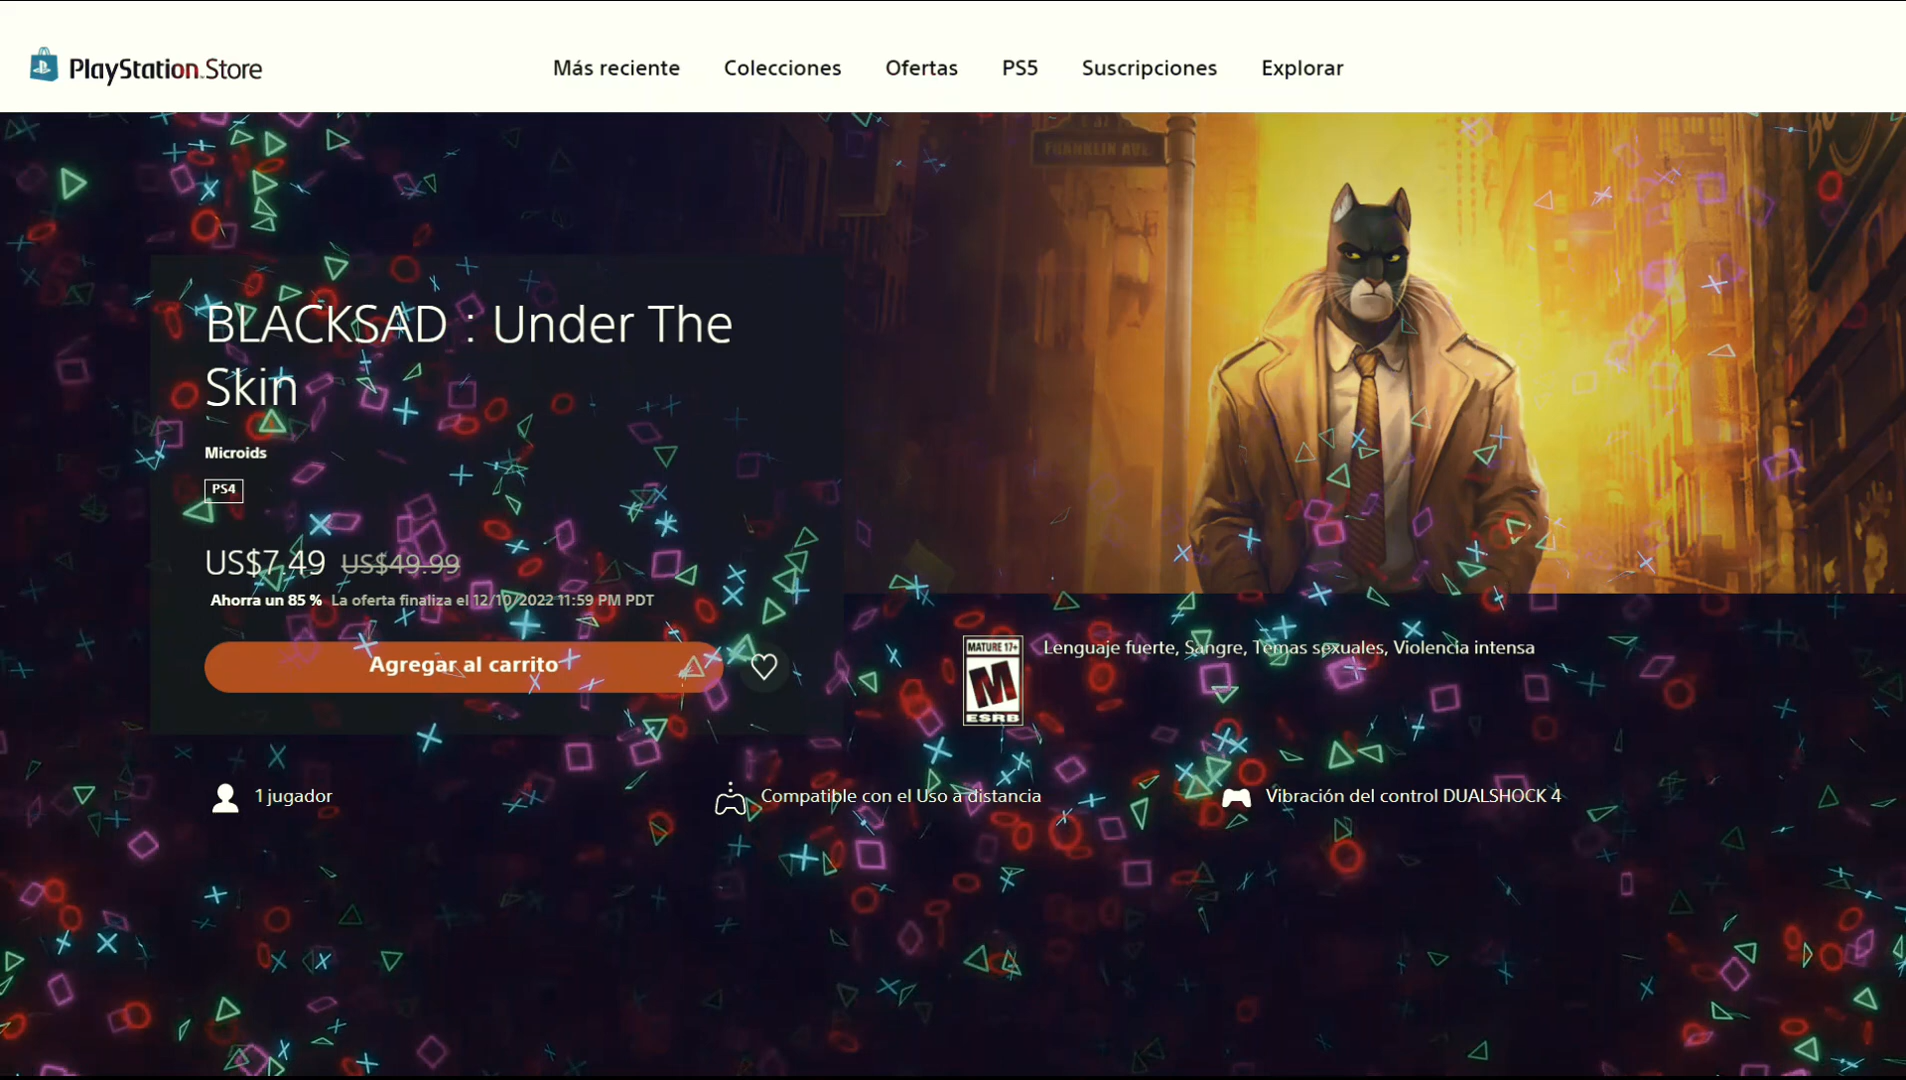 PlayStation Store
Más reciente
Colecciones
Ofertas
PS5
Suscripciones
Explorar
FRANKLIN AVE
BLACKSAD : Under The
Skin
Microids
PS4
US$7.49 US$49.99
Ahorra un 85 % La oferta finaliza el 12/10/2022 11:59 PM PDT
Agregar al carrito
MATURE 17+
M
ESRB
Lenguaje fuerte, Sangre, Temas sexuales, Violencia intensa
1 jugador
Compatible con el Uso a distancia
Vibración del control DUALSHOCK 4